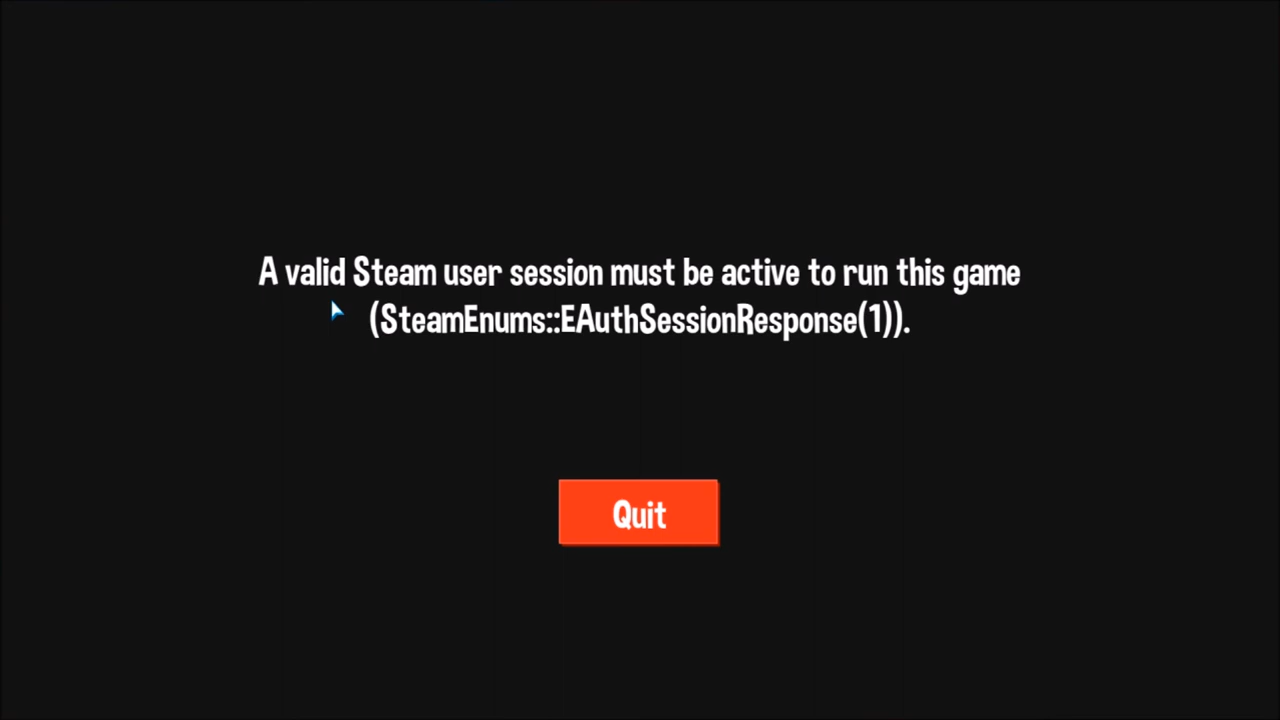 A valid Steam user session must be active to run this game
(SteamEnums::EAuthSessionResponse(1)).
Quit